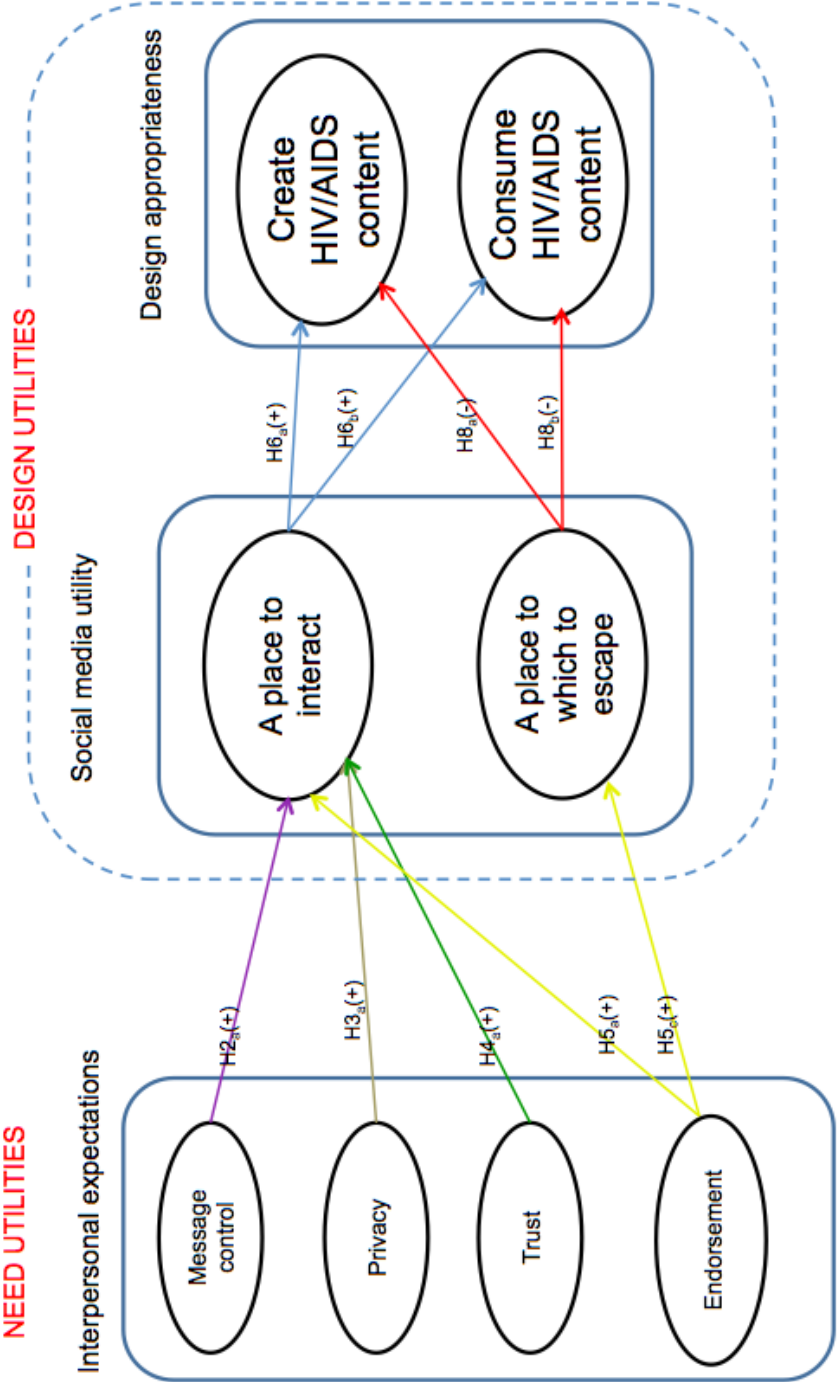 NEED UTILITIES
DESIGN UTILITIES
Interpersonal expectations
Social media utility
Design appropriateness
Message
control
Privacy
Trust
Endorsement
H2a(+)
H3a(+)
H4a(+)
H5a(+)
H5c(+)
A place to
interact
A place to
which to
escape
H6a(+)
H6b(+)
H8a(-)
H8b(-)
Create
HIV/AIDS
content
Consume
HIV/AIDS
content